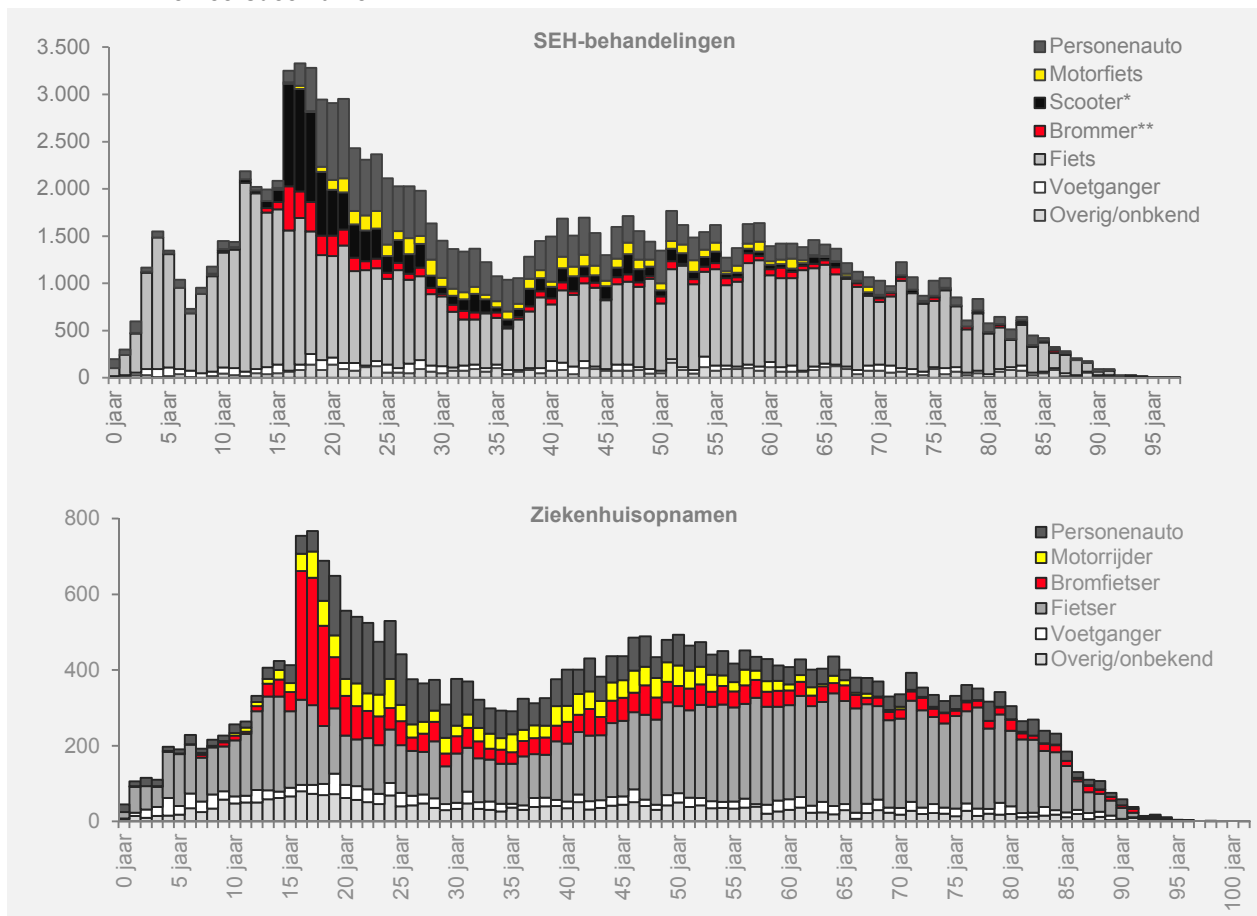 SEH-behandelingen
3.500
3.000
2.500
2.000
1.500
1.000
500
0
Personenauto
Motorfiets
Scooter*
Brommer**
Fiets
Voetganger
Overig/onbkend
0 jaar
5 jaar
10 jaar
15 jaar
20 jaar
25 jaar
30 jaar
35 jaar
40 jaar
45 jaar
50 jaar
55 jaar
60 jaar
65 jaar
70 jaar
75 jaar
80 jaar
85 jaar
90 jaar
95 jaar
Ziekenhuisopnamen
800
600
400
200
0
Personenauto
Motorrijder
Bromfietser
Fietser
Voetganger
Overig/onbekend
0 jaar
5 jaar
10 jaar
15 jaar
20 jaar
25 jaar
30 jaar
35 jaar
40 jaar
45 jaar
50 jaar
55 jaar
60 jaar
65 jaar
70 jaar
75 jaar
80 jaar
85 jaar
90 jaar
95 jaar
100 jaar